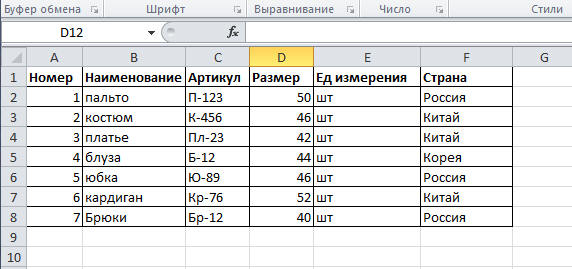 Буфер обмена Шрифт Выравнивание Число Стили
D12 fx
A B C D E F G
1 Номер Наименование Артикул Размер Ед измерения Страна
2 1 пальто П-123 50 шт Россия
3 2 костюм К-456 46 шт Китай
4 3 платье Пл-23 42 шт Китай
5 4 блуза Б-12 44 шт Корея
6 5 юбка Ю-89 46 шт Россия
7 6 кардиган Кр-76 52 шт Китай
8 7 Брюки Бр-12 40 шт Россия
9
10